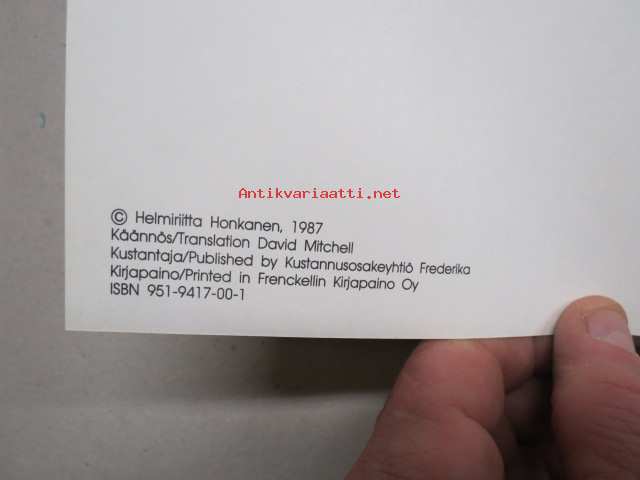 Antikvariaatti.net
© Helmiriitta Honkanen, 1987
Käännös/Translation David Mitchell
Kustantaja/Published by Kustannusosakeyhtiö Frederika
Kirjapaino/Printed in Frenckellin Kirjapaino Oy
ISBN 951-9417-00-1